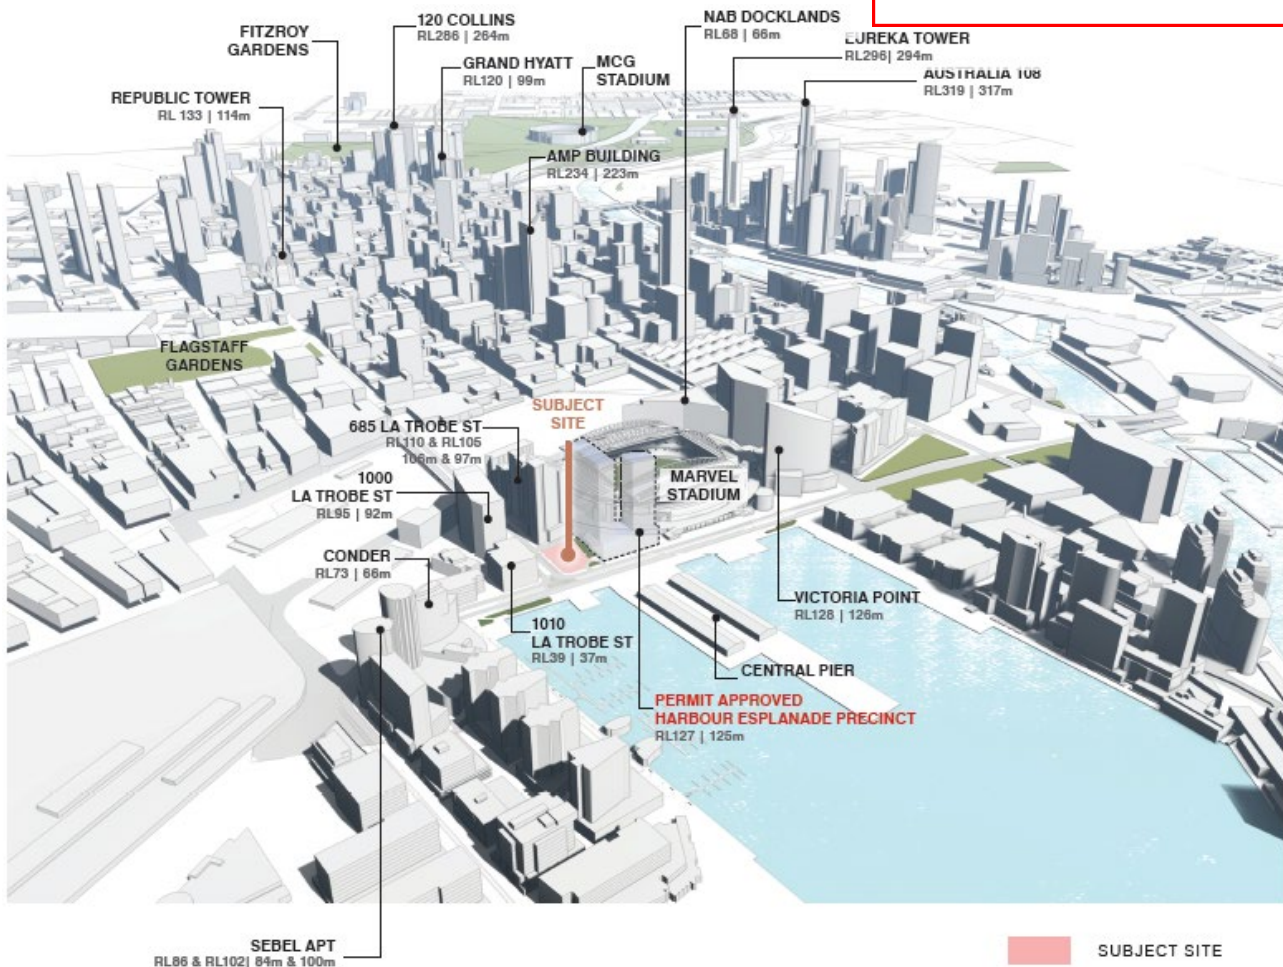 FITZROY
GARDENS
120 COLLINS
RL286 | 264m
NAB DOCKLANDS
RL68 | 66m
EUREKA TOWER
RL296| 294m
GRAND HYATT
RL120 | 99m
MCG
STADIUM
AUSTRALIA 108
RL319 | 317m
REPUBLIC TOWER
RL 133 | 114m
AMP BUILDING
RL234 | 223m
FLAGSTAFF
GARDENS
SUBJECT
SITE
685 LA TROBE ST
RL110 & RL105
106m & 97m
MARVEL
STADIUM
1000
LA TROBE ST
RL95 | 92m
CONDER
RL73 | 66m
VICTORIA POINT
RL128 | 126m
1010
LA TROBE ST
RL39 | 37m
CENTRAL PIER
PERMIT APPROVED
HARBOUR ESPLANADE PRECINCT
RL127 | 125m
SEBEL APT
RL86 & RL102| 84m & 100m
SUBJECT SITE